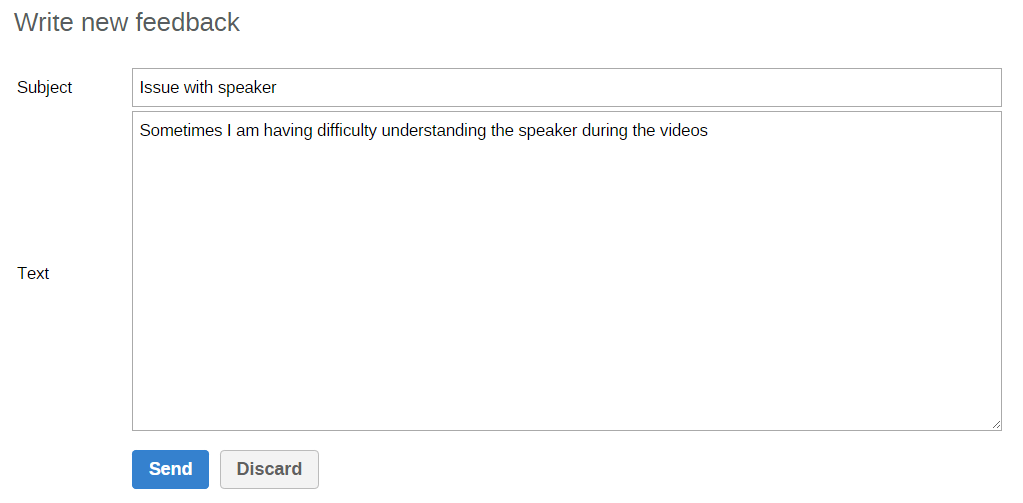 Write new feedback
Subject
Issue with speaker
Sometimes I am having difficulty understanding the speaker during the videos
Text
Send
Discard